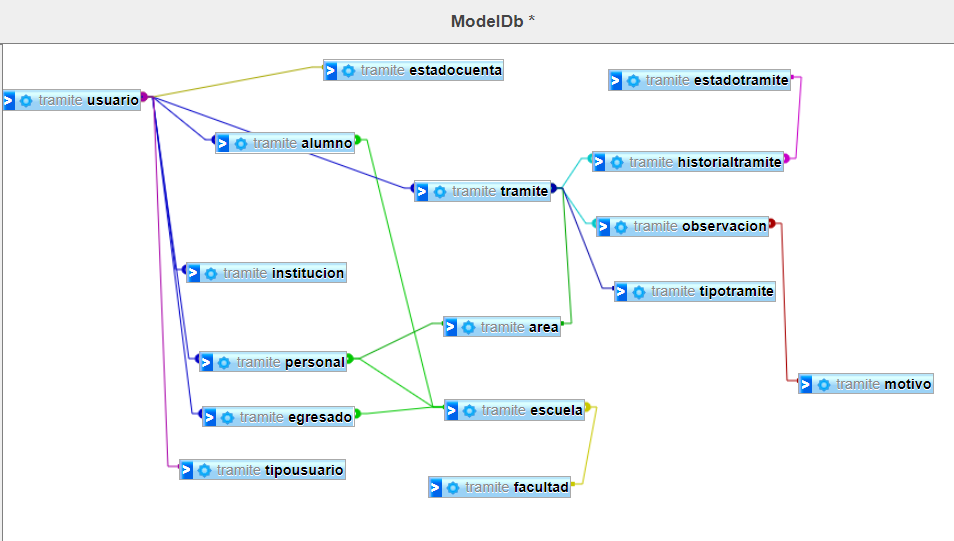 ModelDb *
tramite estadocuenta
tramite estadotramite
tramite usuario
tramite alumno
tramite historialtramite
tramite tramite
tramite observacion
tramite institucion
tramite tipotramite
tramite area
tramite personal
tramite motivo
tramite escuela
tramite egresado
tramite tipousuario
tramite facultad